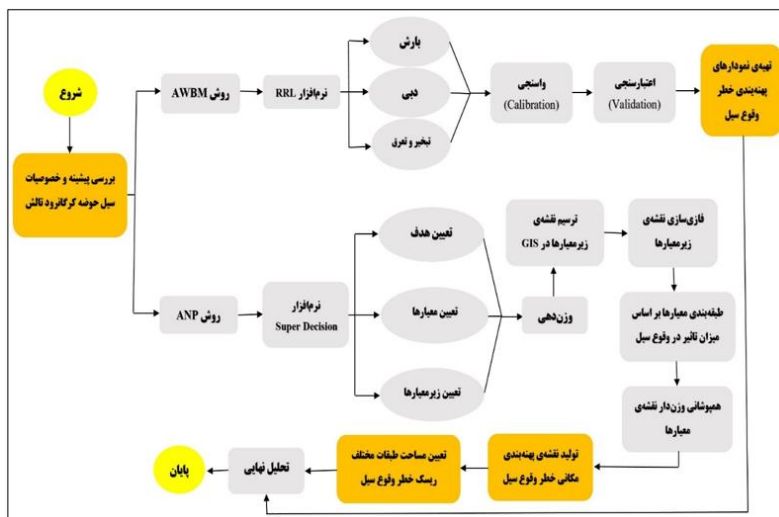 شروع
بررسی پیشینه و خصوصیات
سیل حوضه کرگانرود تالش
روش AWBM
نرم‌افزار RRL
بارش
دبی
تبخیر و تعرق
واسنجی
(Calibration)
اعتبارسنجی
(Validation)
تهیه‌ی نمودارهای
پهنه‌بندی خطر
وقوع سیل
روش ANP
نرم‌افزار
Super Decision
تعیین هدف
تعیین معیارها
تعیین زیرمعیارها
وزن‌دهی
ترسیم نقشه‌ی
زیرمعیارها در GIS
فازی‌سازی نقشه‌ی
زیرمعیارها
طبقه‌بندی معیارها بر اساس
میزان تاثیر در وقوع سیل
همپوشانی وزن‌دار نقشه‌ی
معیارها
تولید نقشه‌ی پهنه‌بندی
مکانی خطر وقوع سیل
تعیین مساحت طبقات مختلف
ریسک خطر وقوع سیل
تحلیل نهایی
پایان